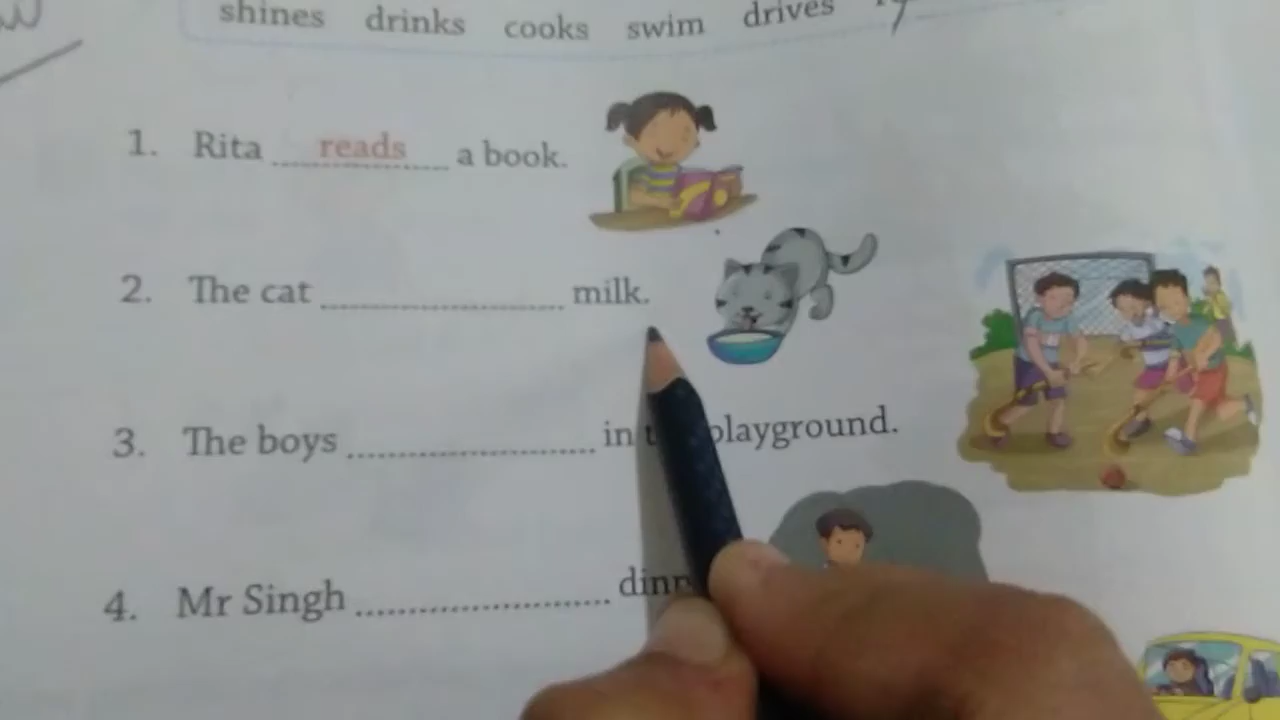 shines drinks cooks swim drives
1. Rita reads a book.
2. The cat ................ milk.
3. The boys ................ in playground.
4. Mr Singh ................